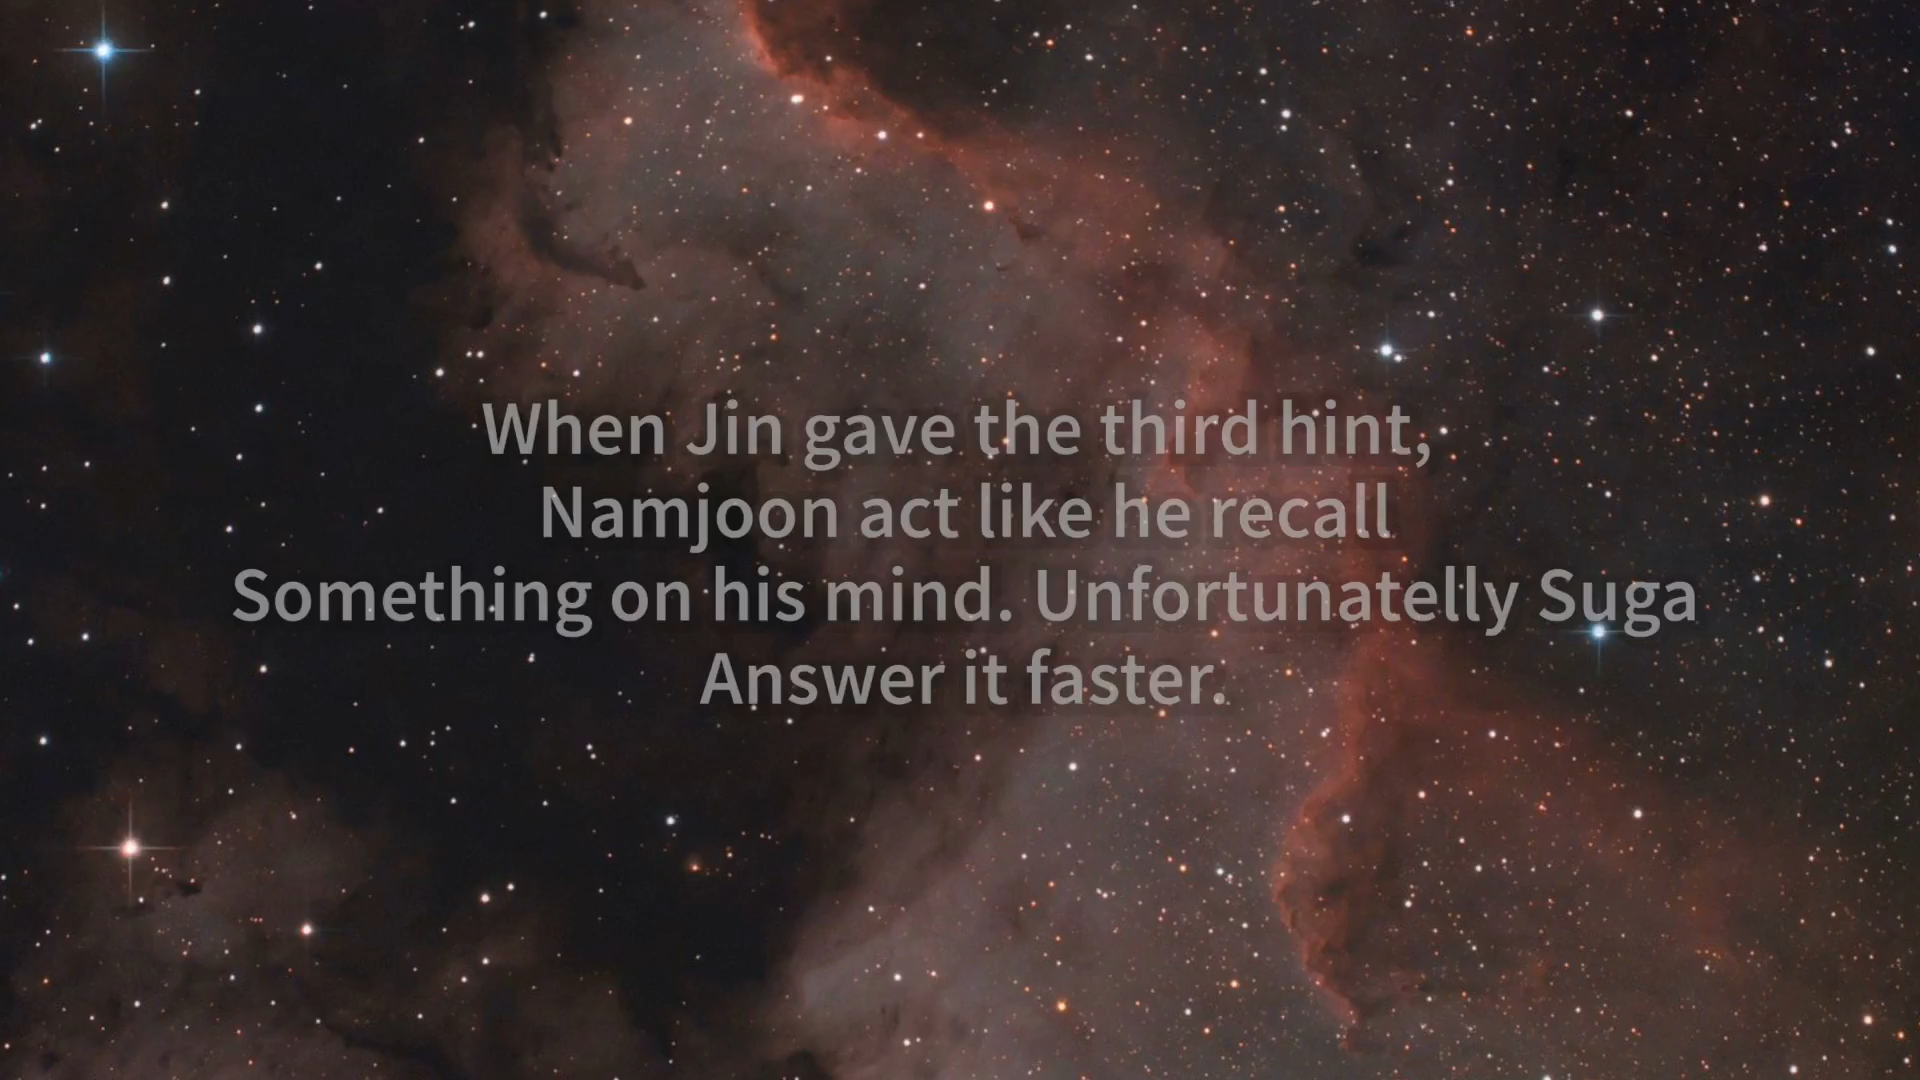 When Jin gave the third hint,
Namjoon act like he recall
Something on his mind. Unfortunatelly Suga
Answer it faster.